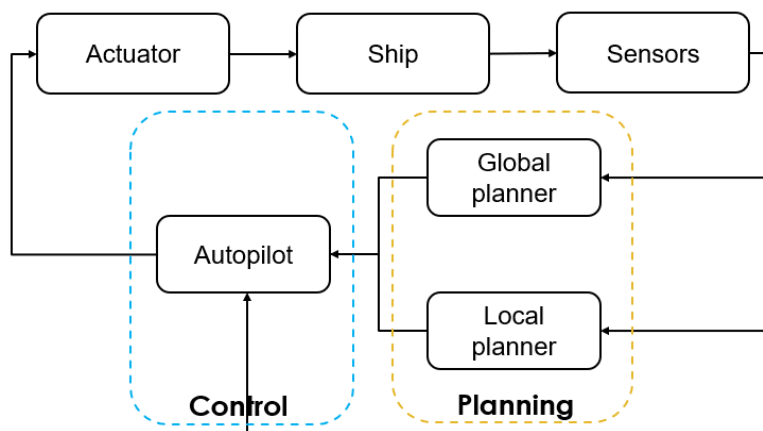 Actuator
Ship
Sensors
Global
planner
Autopilot
Local
planner
Control
Planning